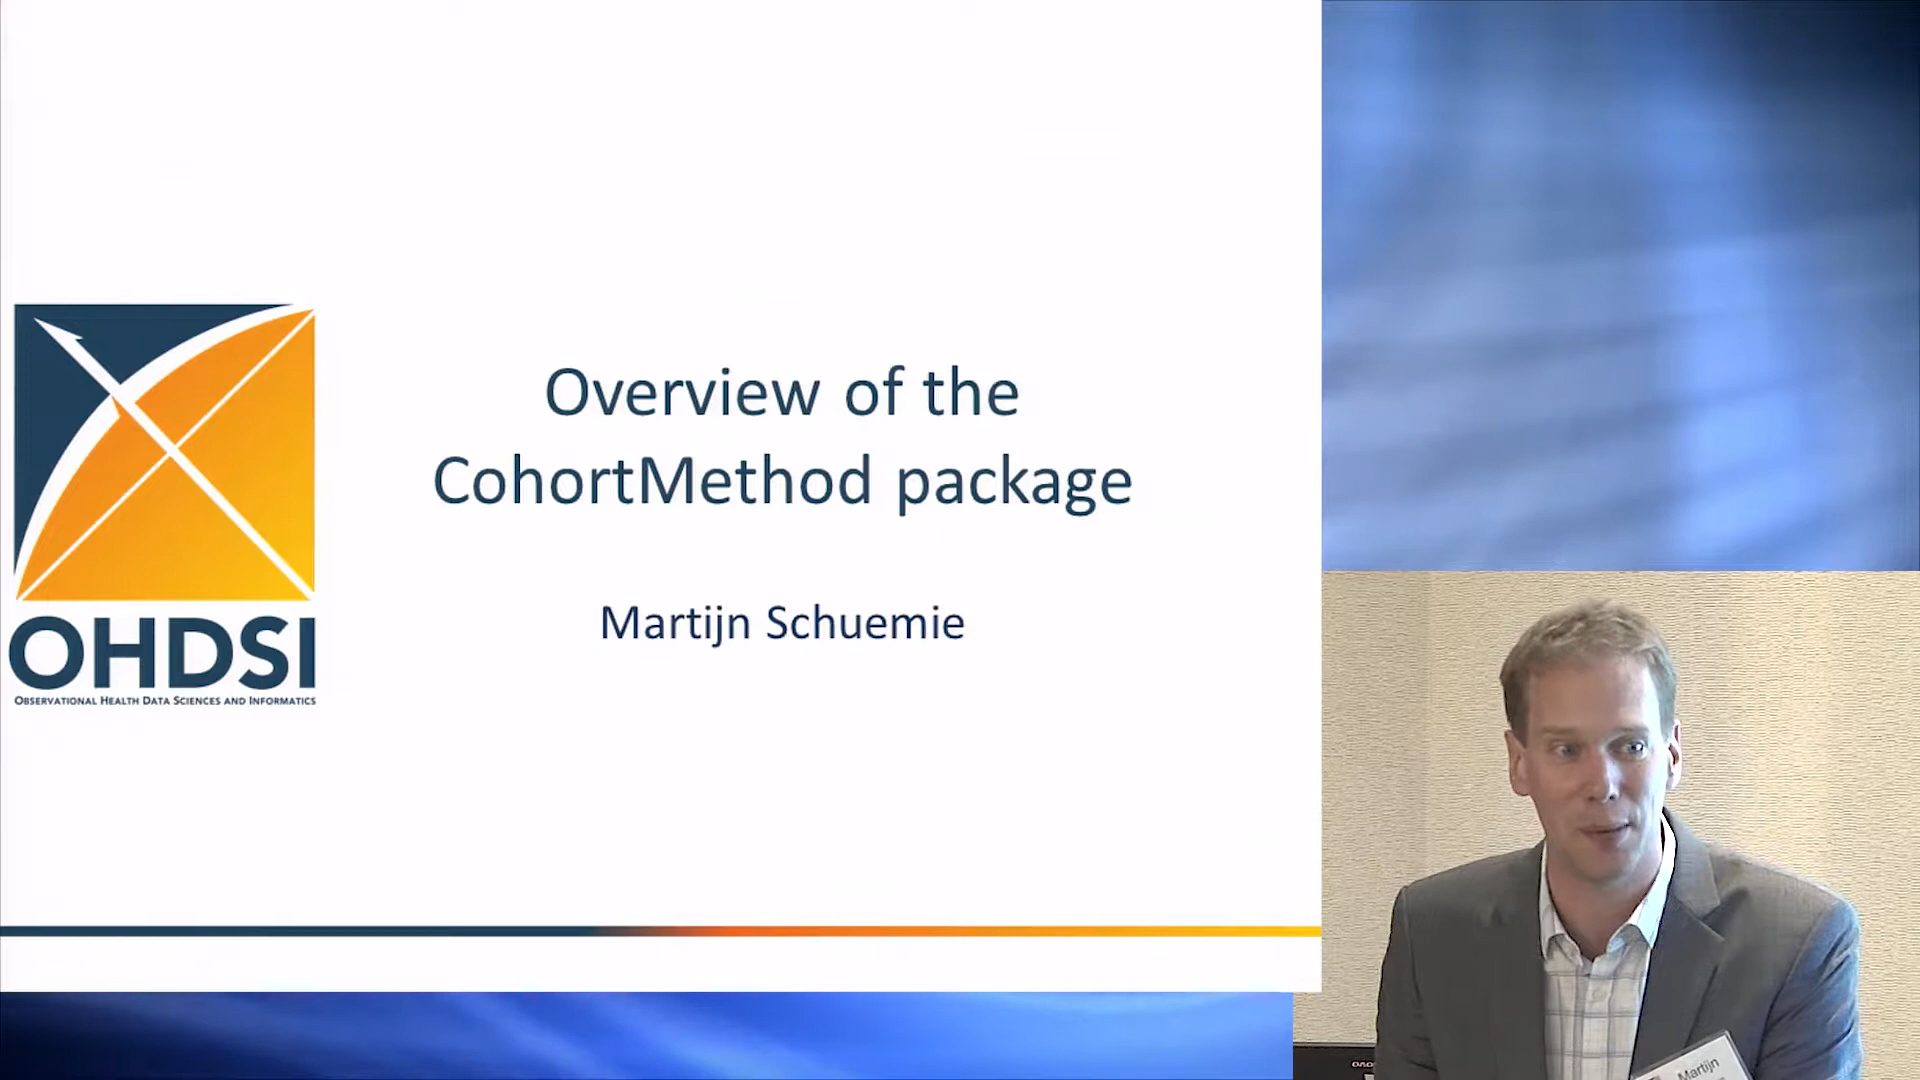 Overview of the
CohortMethod package
Martijn Schuemie
OHDSI
OBSERVATIONAL HEALTH DATA SCIENCES AND INFORMATICS
Martijn